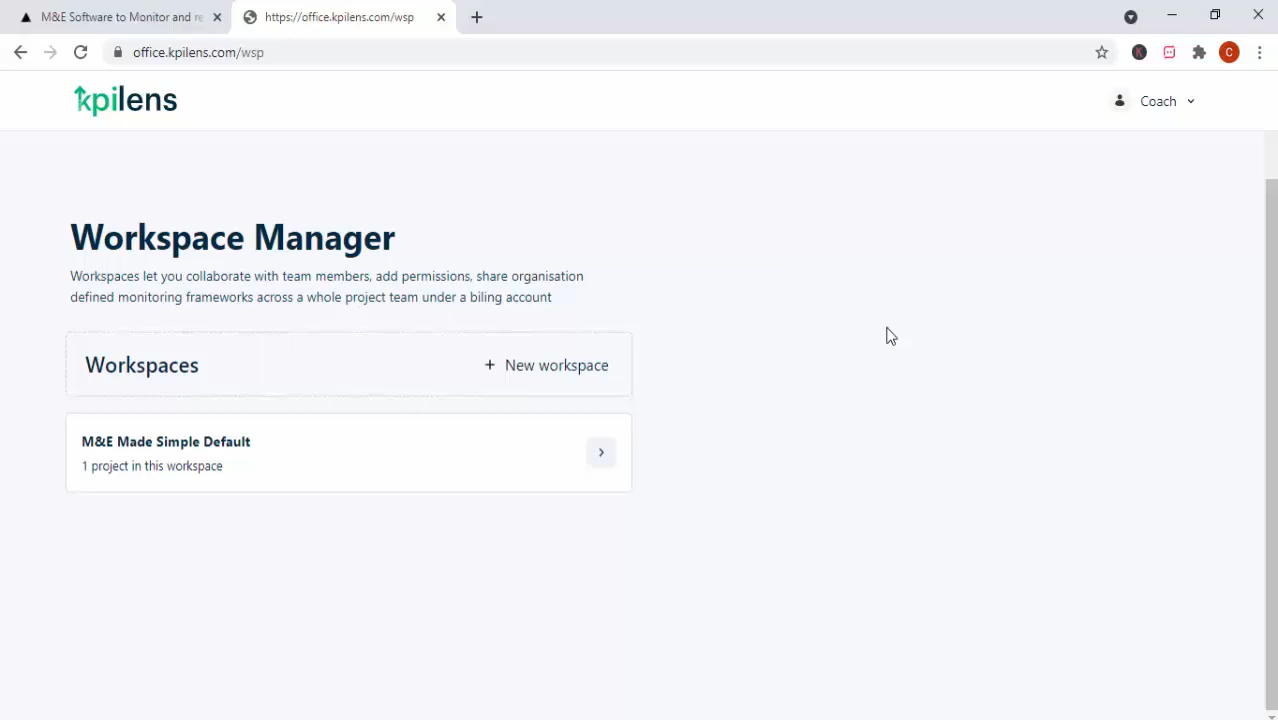 M&E Software to Monitor and re
https://office.kpilens.com/wsp
office.kpilens.com/wsp
K
C
kpilens
Coach
Workspace Manager
Workspaces let you collaborate with team members, add permissions, share organisation
defined monitoring frameworks across a whole project team under a biling account
Workspaces
+ New workspace
M&E Made Simple Default
1 project in this workspace